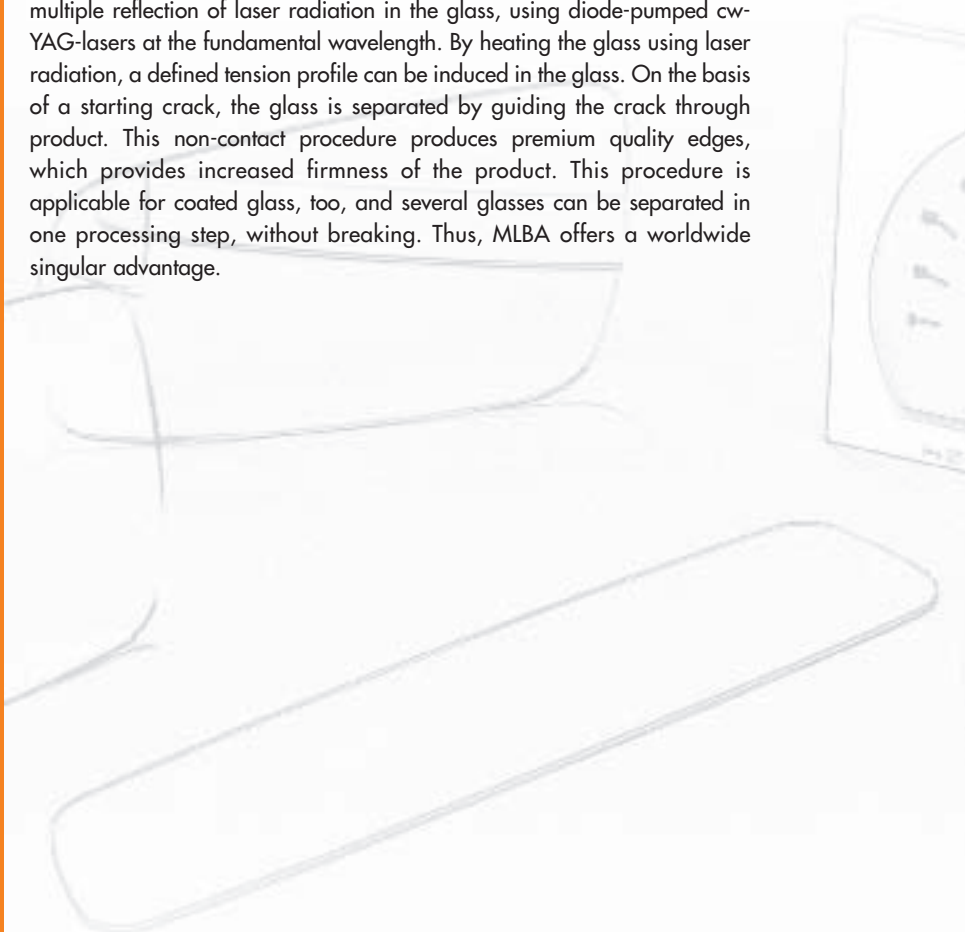 multiple reflection of laser radiation in the glass, using diode-pumped cw-
YAG-lasers at the fundamental wavelength. By heating the glass using laser
radiation, a defined tension profile can be induced in the glass. On the basis
of a starting crack, the glass is separated by guiding the crack through
product. This non-contact procedure produces premium quality edges,
which provides increased firmness of the product. This procedure is
applicable for coated glass, too, and several glasses can be separated in
one processing step, without breaking. Thus, MLBA offers a worldwide
singular advantage.